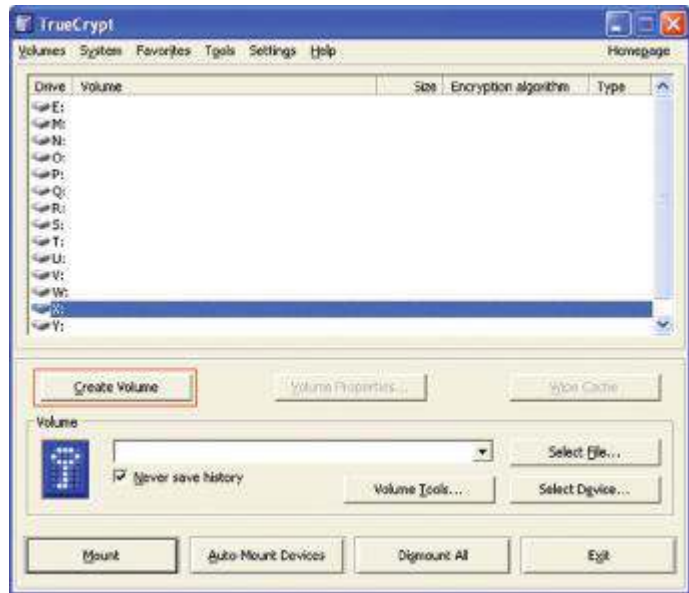 TrueCrypt
Volumes System Favorites Tools Settings Help Homepage
Drive Volume Size Encryption algorithm Type
E:
M:
N:
O:
P:
Q:
R:
S:
T:
U:
V:
W:
X:
Y:
Create Volume Volume Properties... Wipe Cache
Volume
Never save history
Select File...
Volume Tools... Select Device...
Mount Auto-Mount Devices Dismount All Exit